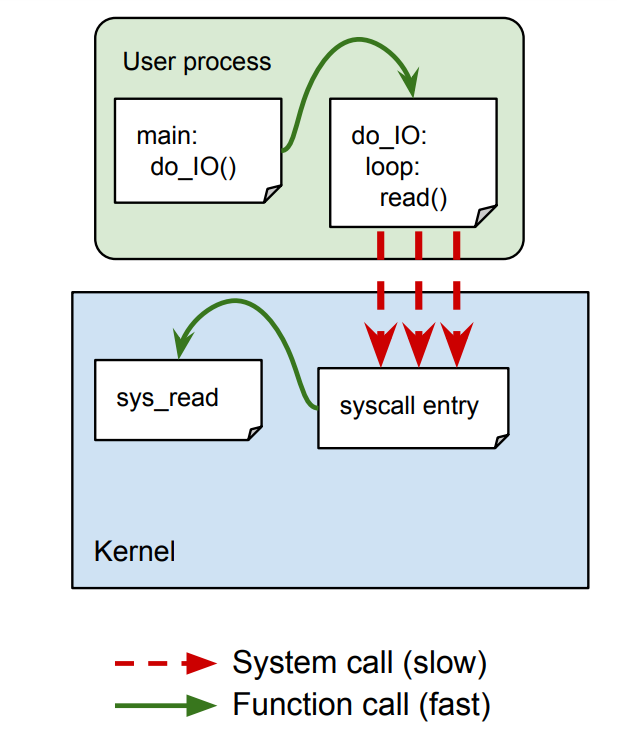 User process
main:
do_IO()
do_IO:
loop:
read()
sys_read
syscall entry
Kernel
System call (slow)
Function call (fast)